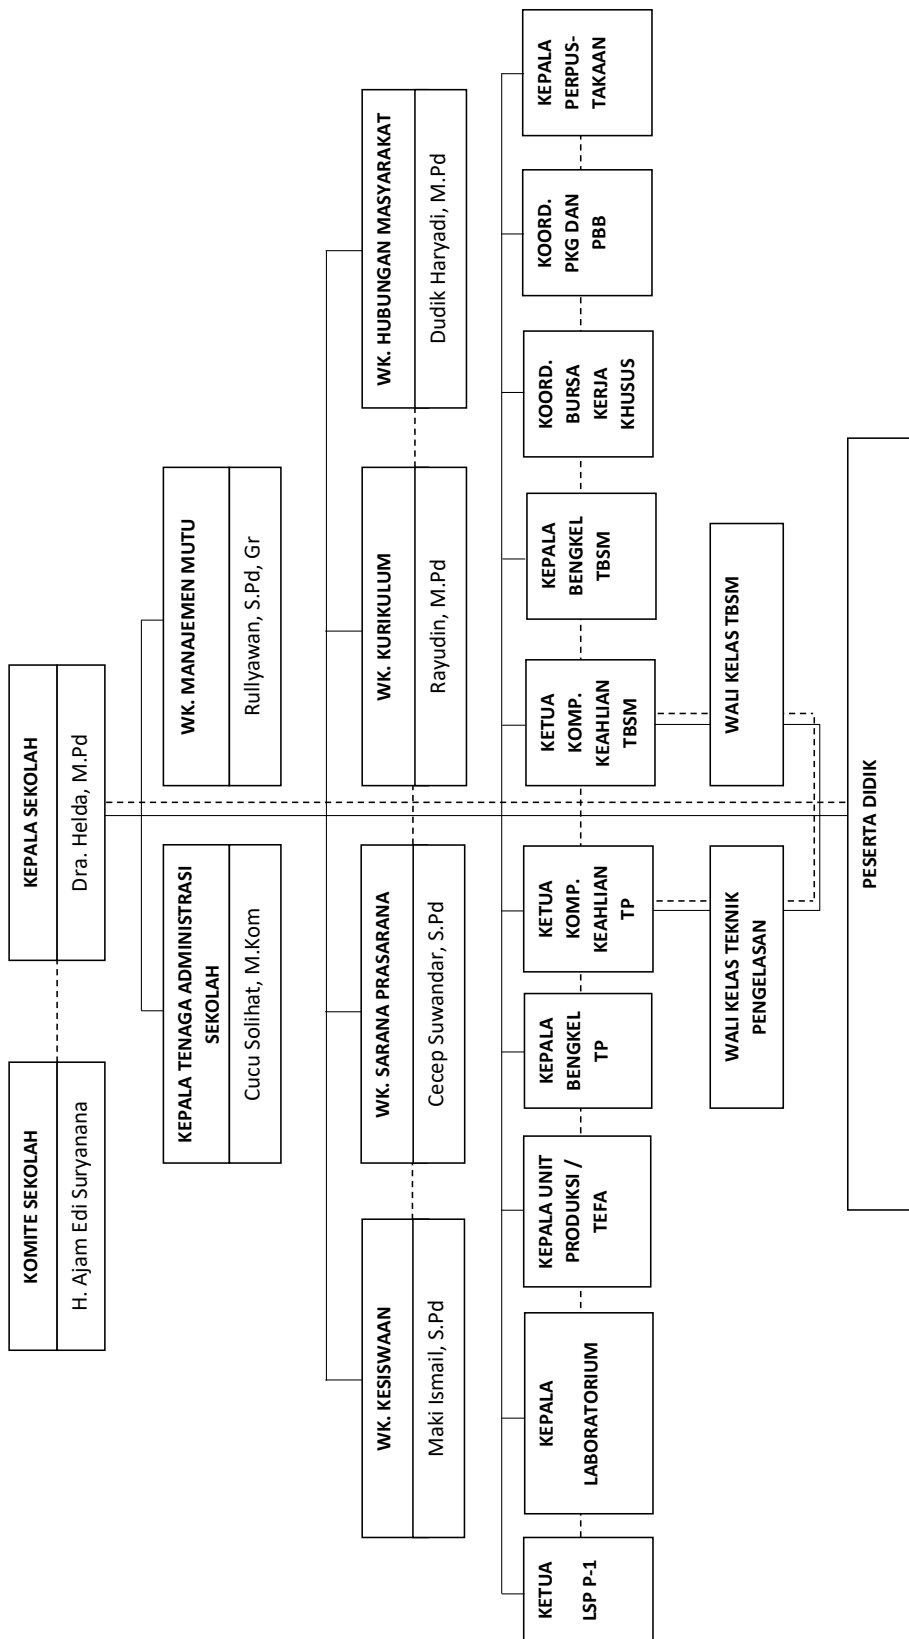 KOMITE SEKOLAH
H. Ajam Edi Suryanana
KEPALA SEKOLAH
Dra. Helda, M.Pd
KEPALA TENAGA ADMINISTRASI
SEKOLAH
Cucu Solihat, M.Kom
WK. MANAJEMEN MUTU
Rullyawan, S.Pd, Gr
WK. KESISWAAN
Maki Ismail, S.Pd
WK. SARANA PRASARANA
Cecep Suwandar, S.Pd
WK. KURIKULUM
Rayudin, M.Pd
WK. HUBUNGAN MASYARAKAT
Dudik Haryadi, M.Pd
KETUA
LSP P-1
KEPALA
LABORATORIUM
KEPALA UNIT
PRODUKSI /
TEFA
KEPALA
BENGKEL
TP
KETUA
KOMP.
KEAHLIAN
TP
KETUA
KOMP.
KEAHLIAN
TBSM
KEPALA
BENGKEL
TBSM
KOORD.
BURSA
KERJA
KHUSUS
KOORD.
PKG DAN
PBB
KEPALA
PERPUS-
TAKAAN
WALI KELAS TEKNIK
PENGELASAN
WALI KELAS TBSM
PESERTA DIDIK